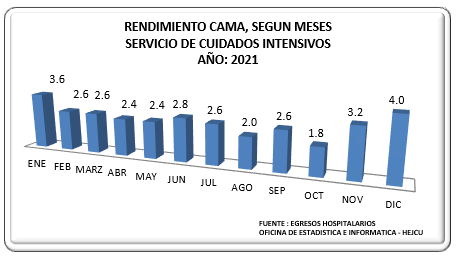 RENDIMIENTO CAMA, SEGUN MESES
SERVICIO DE CUIDADOS INTENSIVOS
AÑO: 2021
3.6
2.6
2.6
2.4
2.4
2.8
2.6
2.0
2.6
1.8
3.2
4.0
ENE
FEB
MARZ
ABR
MAY
JUN
JUL
AGO
SEP
OCT
NOV
DIC
FUENTE : EGRESOS HOSPITALARIOS
OFICINA DE ESTADISTICA E INFORMATICA - HEJCU